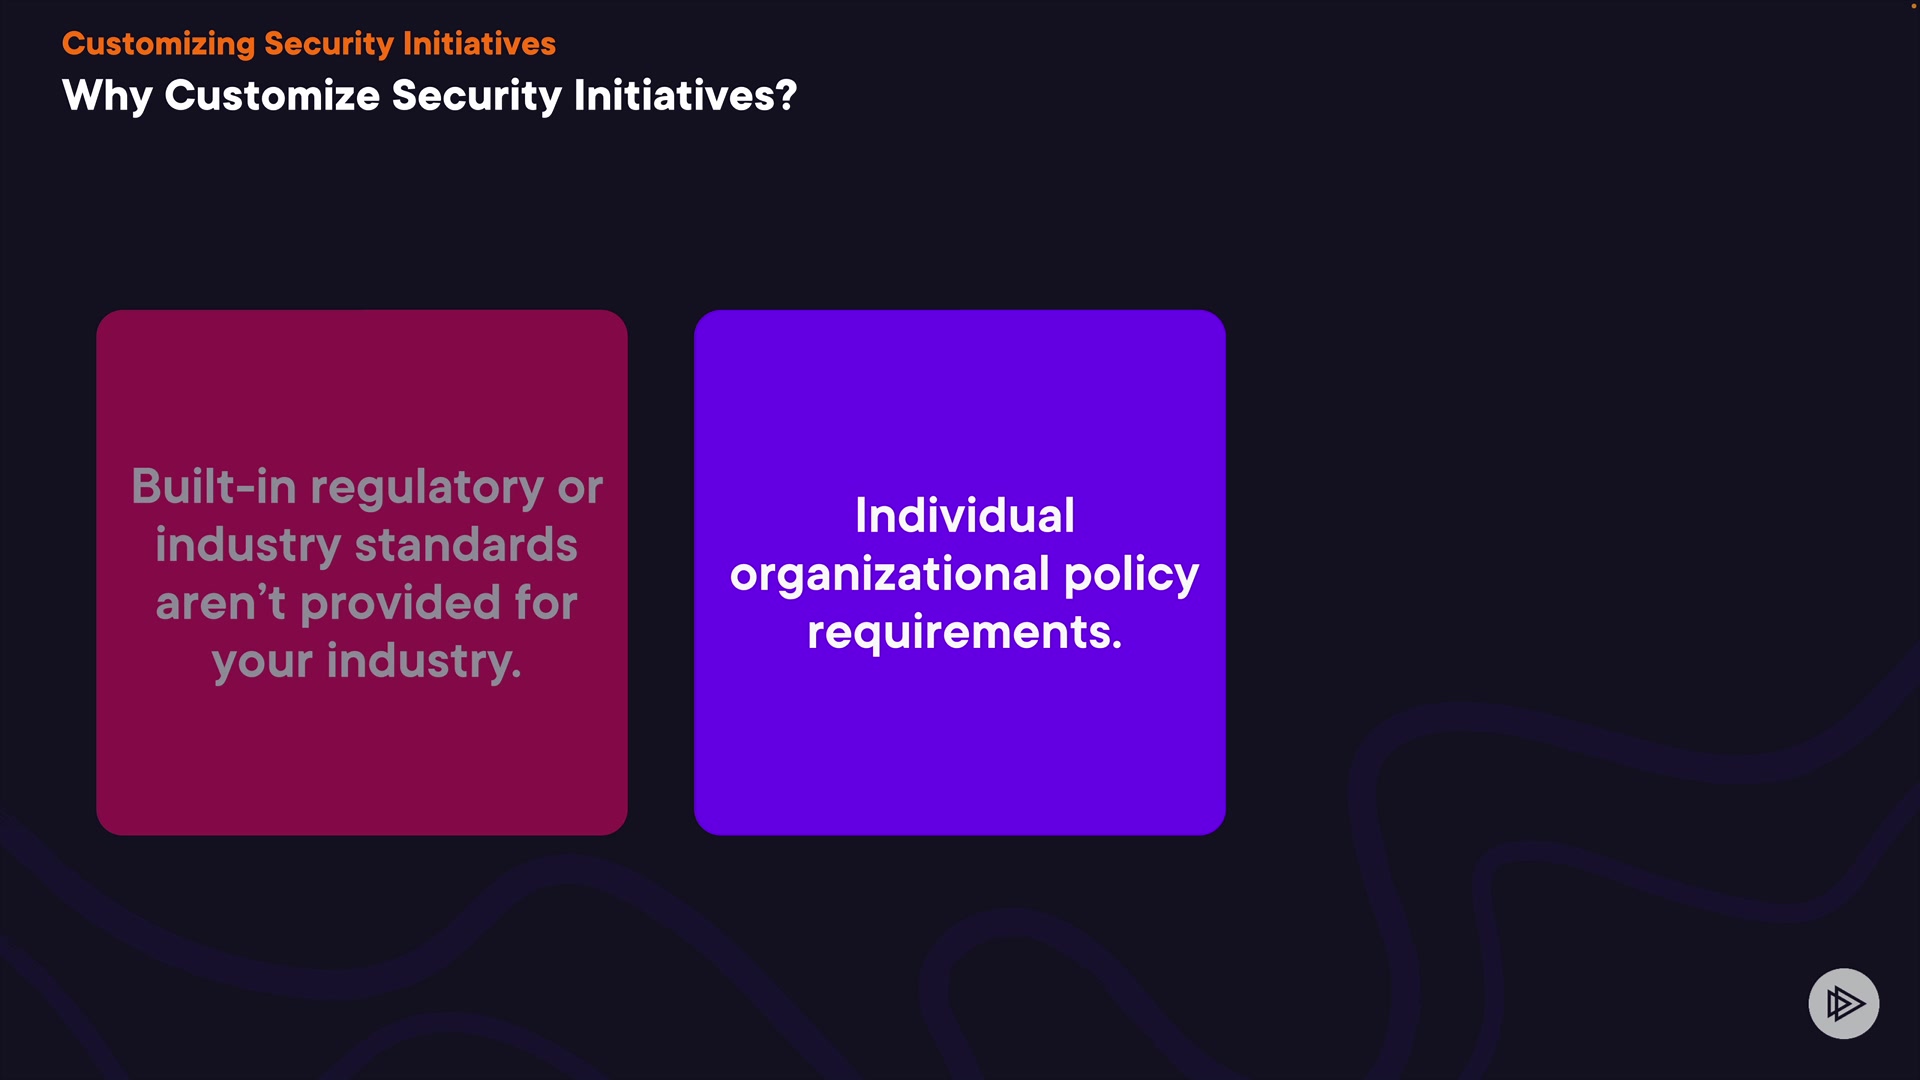 Customizing Security Initiatives
Why Customize Security Initiatives?
Built-in regulatory or
industry standards
aren’t provided for
your industry.
Individual
organizational policy
requirements.